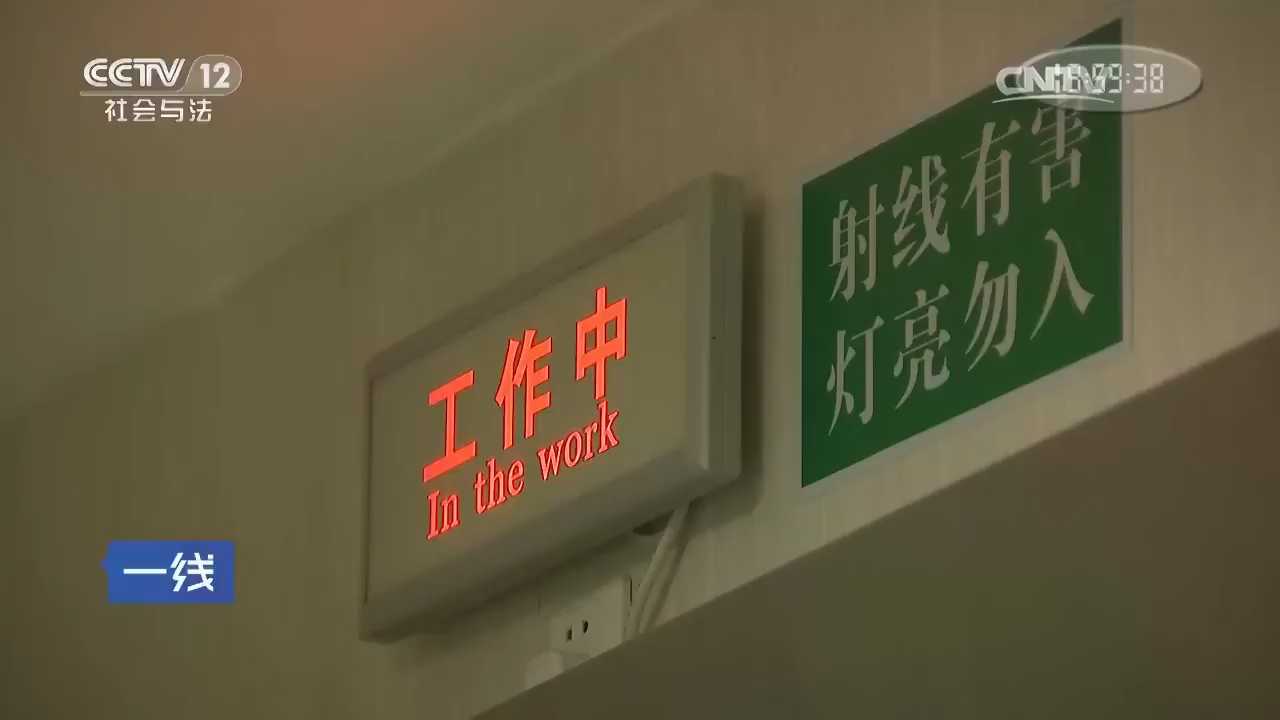 CCTV 12
社会与法
CNTV
:38
射线有害
灯亮勿入
工作中
In the work
一线